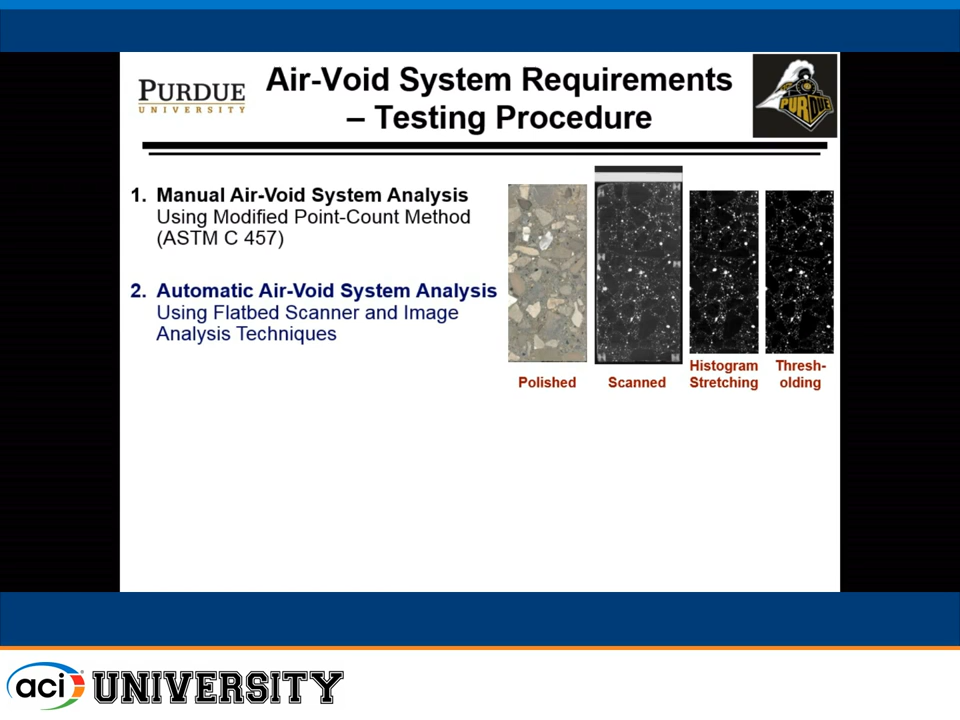 PURDUE
UNIVERSITY
Air-Void System Requirements
– Testing Procedure
PURDUE
1. Manual Air-Void System Analysis
Using Modified Point-Count Method
(ASTM C 457)
2. Automatic Air-Void System Analysis
Using Flatbed Scanner and Image
Analysis Techniques
Polished
Scanned
Histogram
Stretching
Thresh-
olding
aci UNIVERSITY